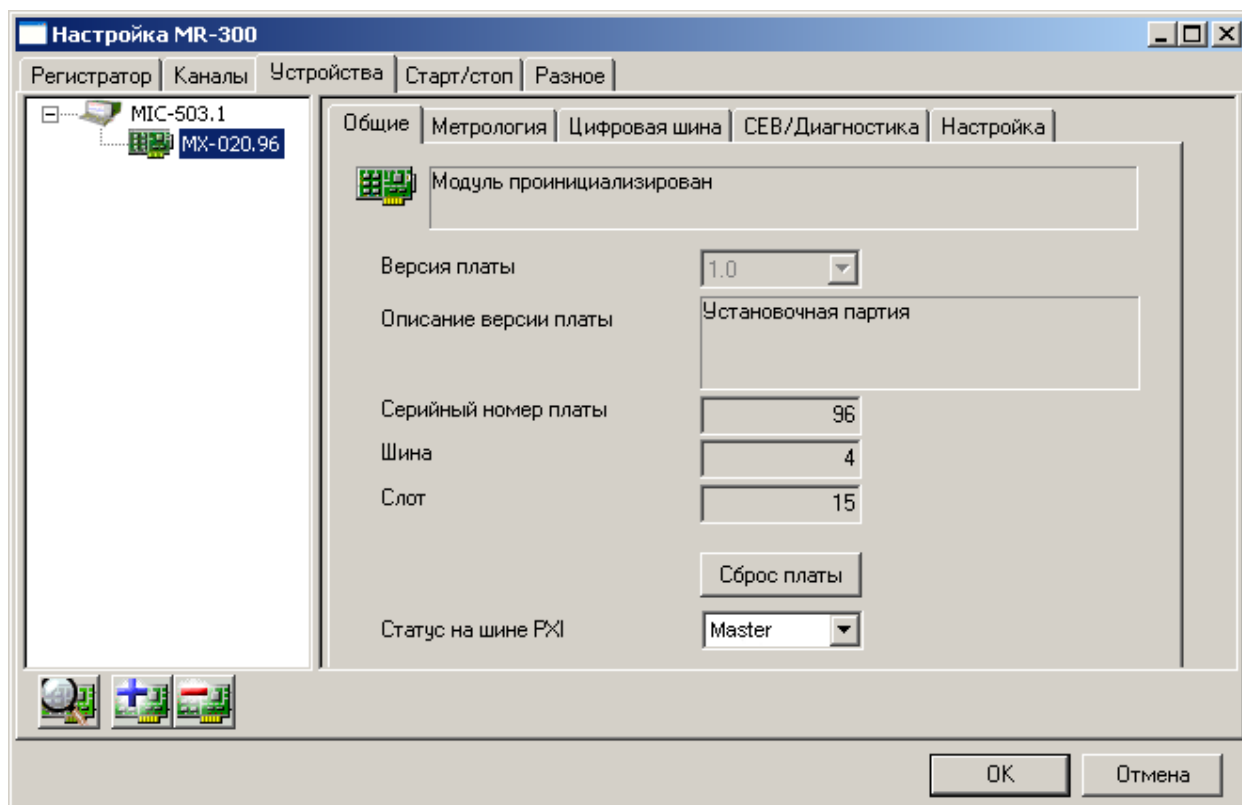 Настройка MR-300
Регистратор Каналы Устройства Старт/стоп Разное
MIC-503.1
MX-020.96
Общие Метрология Цифровая шина СЕВ/Диагностика Настройка
Модуль проинициализирован
Версия платы 1.0
Описание версии платы Установочная партия
Серийный номер платы 96
Шина 4
Слот 15
Сброс платы
Статус на шине PXI Master
OK Отмена